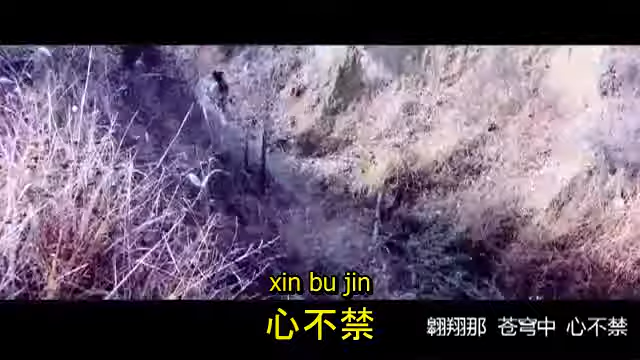 xin bu jin
心不禁
翱翔那 苍穹中 心不禁